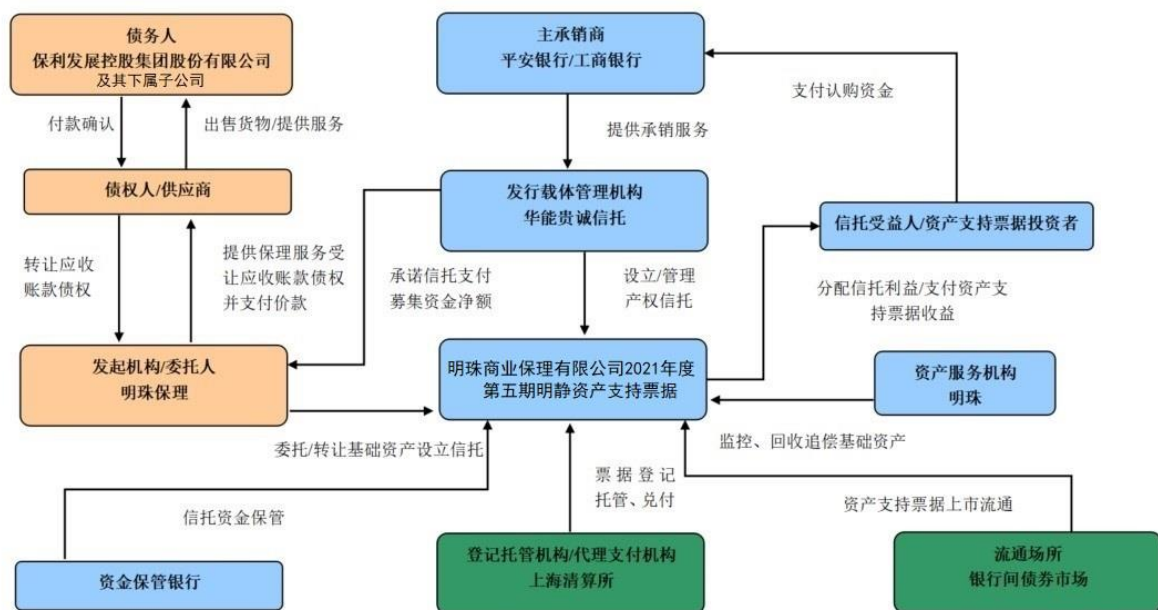 债务人
保利发展控股集团股份有限公司
及其下属子公司
主承销商
平安银行/工商银行
付款确认
出售货物/提供服务
提供承销服务
支付认购资金
债权人/供应商
发行载体管理机构
华能贵诚信托
信托受益人/资产支持票据投资者
转让应收
账款债权
提供保理服务受
让应收账款债权
并支付价款
承诺信托支付
募集资金净额
设立/管理
产权信托
分配信托利益/支付资产支
持票据收益
发起机构/委托人
明珠保理
明珠商业保理有限公司2021年度
第五期明静资产支持票据
资产服务机构
明珠
委托/转让基础资产设立信托
监控、回收追偿基础资产
票据登记
托管、兑付
信托资金保管
资产支持票据上市流通
资金保管银行
登记托管机构/代理支付机构
上海清算所
流通场所
银行间债券市场